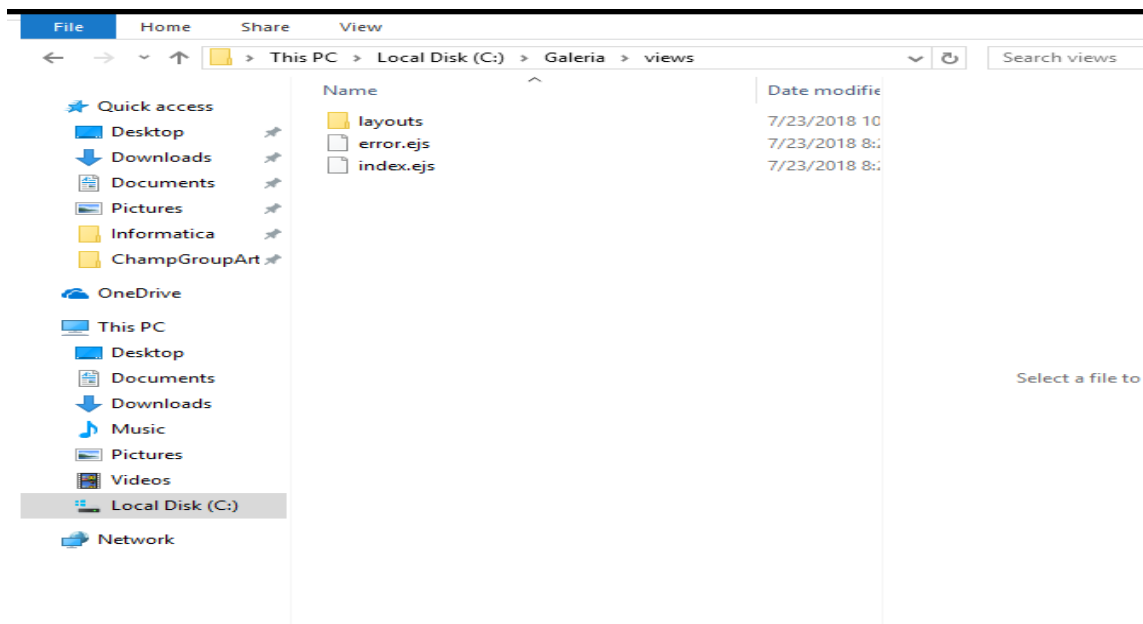 File Home Share View
This PC > Local Disk (C:) > Galeria > views Search views
Name Date modifie
Quick access
Desktop
Downloads
Documents
Pictures
Informatica
ChampGroupArt
OneDrive
This PC
Desktop
Documents
Downloads
Music
Pictures
Videos
Local Disk (C:)
Network
layouts 7/23/2018 10
error.ejs 7/23/2018 8:
index.ejs 7/23/2018 8:
Select a file to